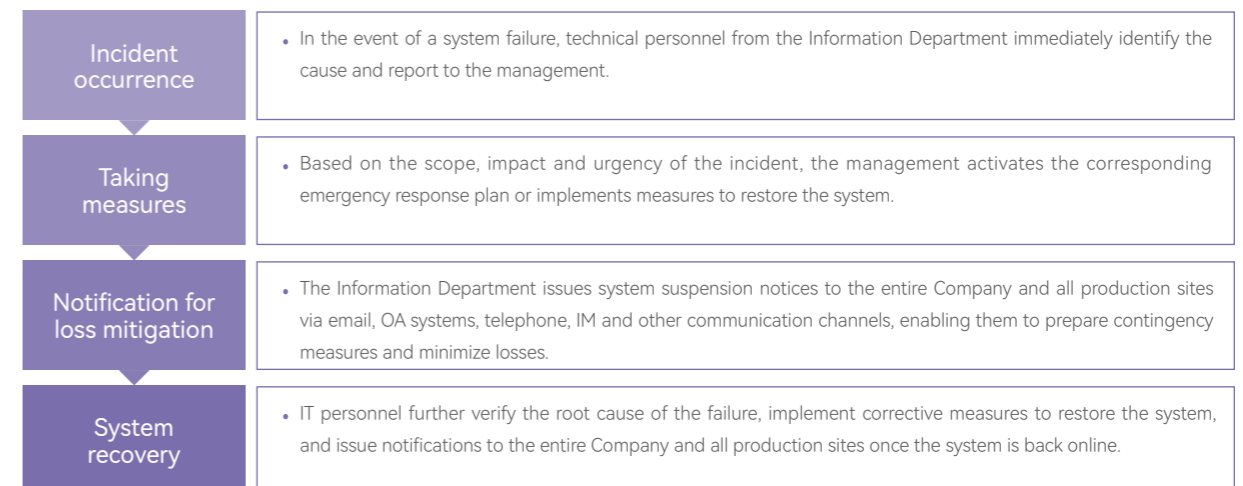 Incident
occurrence
• In the event of a system failure, technical personnel from the Information Department immediately identify the
cause and report to the management.
Taking
measures
• Based on the scope, impact and urgency of the incident, the management activates the corresponding
emergency response plan or implements measures to restore the system.
Notification for
loss mitigation
• The Information Department issues system suspension notices to the entire Company and all production sites
via email, OA systems, telephone, IM and other communication channels, enabling them to prepare contingency
measures and minimize losses.
System
recovery
• IT personnel further verify the root cause of the failure, implement corrective measures to restore the system,
and issue notifications to the entire Company and all production sites once the system is back online.